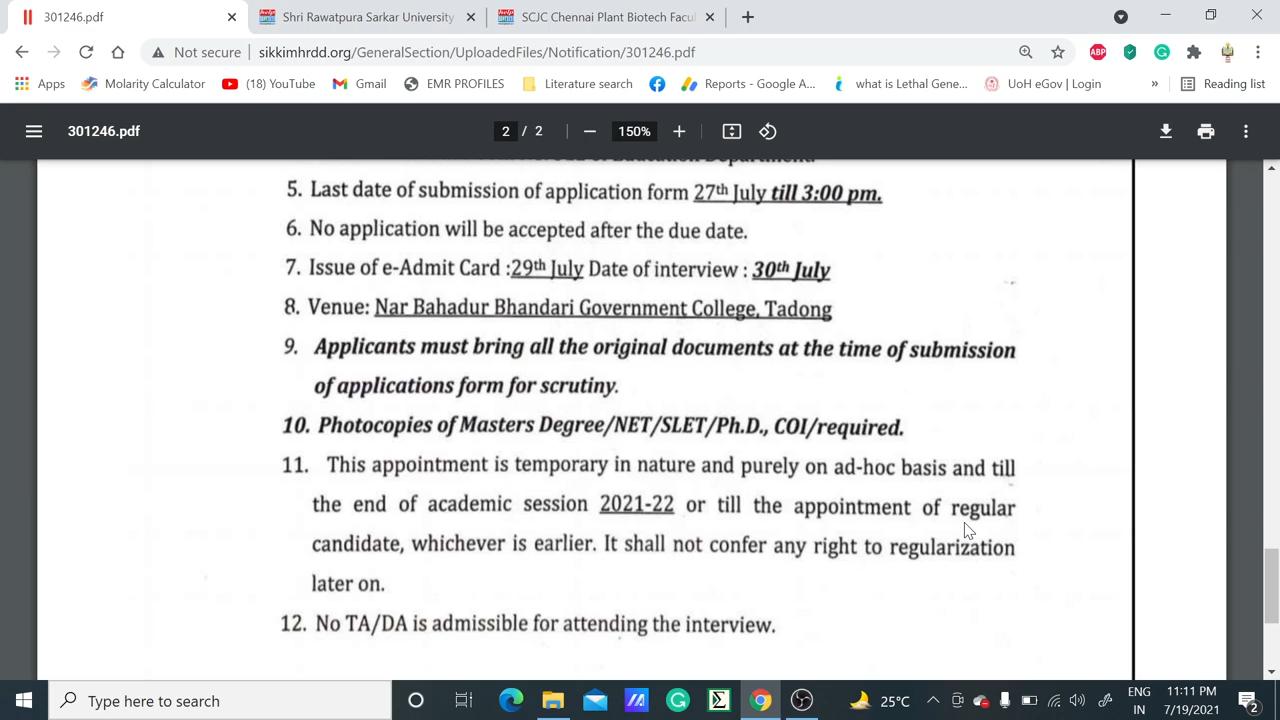 301246.pdf
Shri Rawatpura Sarkar University
SCJC Chennai Plant Biotech Facu
Not secure
sikkimhrdd.org/GeneralSection/UploadedFiles/Notification/301246.pdf
ABP
Apps
Molarity Calculator
(18) YouTube
Gmail
EMR PROFILES
Literature search
Reports - Google A...
what is Lethal Gene...
UoH eGov | Login
»
Reading list
301246.pdf
2 / 2
150%
of Education Department.
5. Last date of submission of application form 27th July till 3:00 pm.
6. No application will be accepted after the due date.
7. Issue of e-Admit Card :29th July Date of interview : 30th July
8. Venue: Nar Bahadur Bhandari Government College, Tadong
9. Applicants must bring all the original documents at the time of submission
of applications form for scrutiny.
10. Photocopies of Masters Degree/NET/SLET/Ph.D., COI/required.
11. This appointment is temporary in nature and purely on ad-hoc basis and till
the end of academic session 2021-22 or till the appointment of regular
candidate, whichever is earlier. It shall not confer any right to regularization
later on.
12. No TA/DA is admissible for attending the interview.
Type here to search
25°C
ENG
IN
11:11 PM
7/19/2021
2